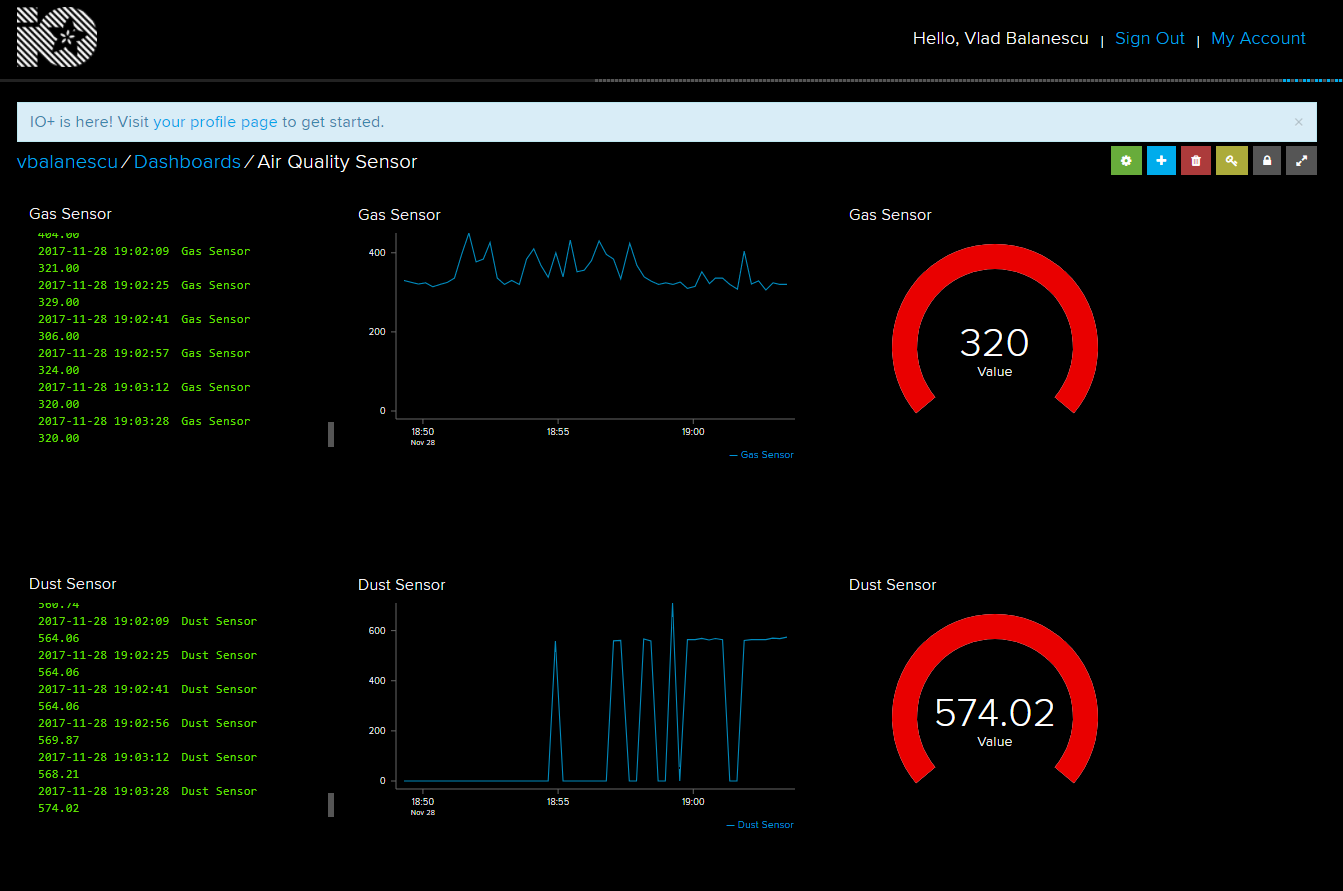 iO
Hello, Vlad Balanescu | Sign Out | My Account
IO+ is here! Visit your profile page to get started. ×
vbalanescu / Dashboards / Air Quality Sensor
Gas Sensor
404.00
2017-11-28 19:02:09 Gas Sensor
321.00
2017-11-28 19:02:25 Gas Sensor
329.00
2017-11-28 19:02:41 Gas Sensor
306.00
2017-11-28 19:02:57 Gas Sensor
324.00
2017-11-28 19:03:12 Gas Sensor
320.00
2017-11-28 19:03:28 Gas Sensor
320.00
Gas Sensor
400
200
0
18:50 18:55 19:00
Nov 28
— Gas Sensor
Gas Sensor
320
Value
Dust Sensor
560.74
2017-11-28 19:02:09 Dust Sensor
564.06
2017-11-28 19:02:25 Dust Sensor
564.06
2017-11-28 19:02:41 Dust Sensor
564.06
2017-11-28 19:02:56 Dust Sensor
569.87
2017-11-28 19:03:12 Dust Sensor
568.21
2017-11-28 19:03:28 Dust Sensor
574.02
Dust Sensor
600
400
200
0
18:50 18:55 19:00
Nov 28
— Dust Sensor
Dust Sensor
574.02
Value